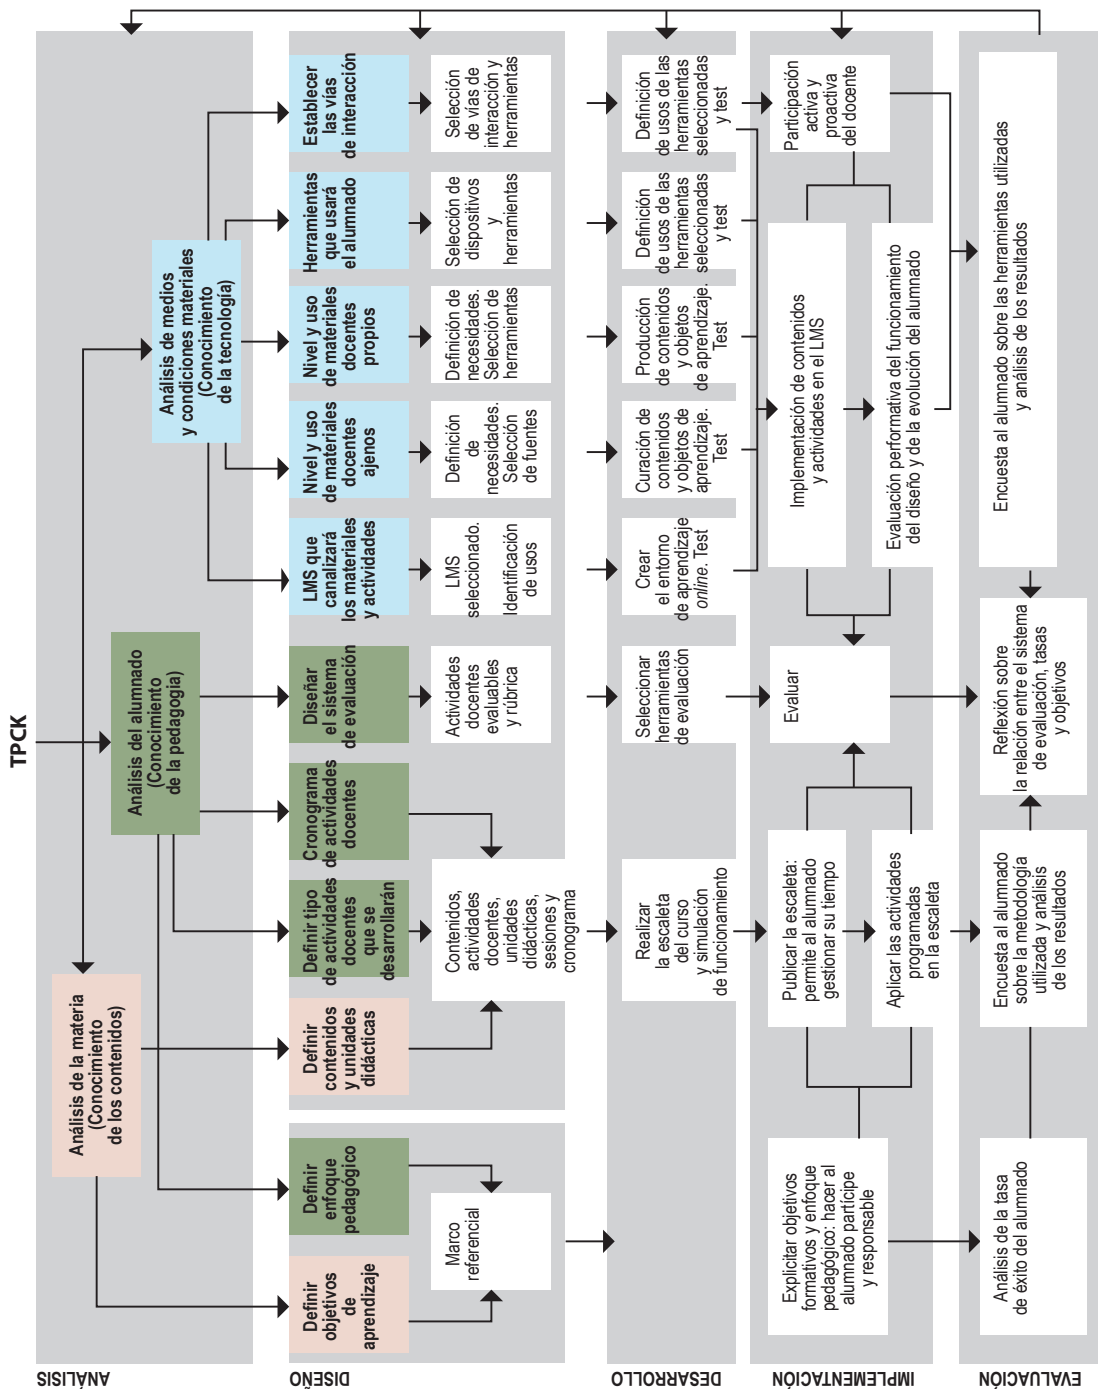 TPCK
ANÁLISIS
Análisis de la materia
(Conocimiento
de los contenidos)
Análisis del alumnado
(Conocimiento
de la pedagogía)
Análisis de medios
y condiciones materiales
(Conocimiento
de la tecnología)
DISEÑO
Definir
objetivos
de
aprendizaje
Definir
enfoque
pedagógico
Definir
contenidos
y unidades
didácticas
Definir tipo
de actividades
docentes
que se
desarrollarán
Cronograma
de actividades
docentes
Diseñar
el sistema
de evaluación
LMS que
canalizará
los materiales
y actividades
Nivel y uso
de materiales
docentes
ajenos
Nivel y uso
de materiales
docentes
propios
Herramientas
que usará
el alumnado
Establecer
las vías
de interacción
Marco
referencial
Contenidos,
actividades
docentes,
unidades
didácticas,
sesiones y
cronograma
Actividades
docentes
evaluables
y rúbrica
LMS
seleccionado.
Identificación
de usos
Definición
de
necesidades.
Selección
de fuentes
Definición de
necesidades.
Selección de
herramientas
Selección de
dispositivos
y
herramientas
Selección
de vías de
interacción y
herramientas
DESARROLLO
Realizar
la escaleta
del curso
y simulación
de funcionamiento
Seleccionar
herramientas
de evaluación
Crear
el entorno
de aprendizaje
online. Test
Curación de
contenidos
y objetos de
aprendizaje.
Test
Producción
de contenidos
y objetos
de aprendizaje.
Test
Definición
de usos de las
herramientas
seleccionadas
y test
Definición
de usos de las
herramientas
seleccionadas
y test
IMPLEMENTACIÓN
Explicitar objetivos
formativos y enfoque
pedagógico: hacer al
alumnado partícipe
y responsable
Publicar la escaleta:
permite al alumnado
gestionar su tiempo
Aplicar las actividades
programadas
en la escaleta
Evaluar
Implementación de contenidos
y actividades en el LMS
Evaluación performativa del funcionamiento
del diseño y de la evolución del alumnado
Participación
activa y
proactiva
del docente
EVALUACIÓN
Análisis de la tasa
de éxito del alumnado
Encuesta al alumnado
sobre la metodología
utilizada y análisis
de los resultados
Reflexión sobre
la relación entre el sistema
de evaluación, tasas
y objetivos
Encuesta al alumnado sobre las herramientas utilizadas
y análisis de los resultados